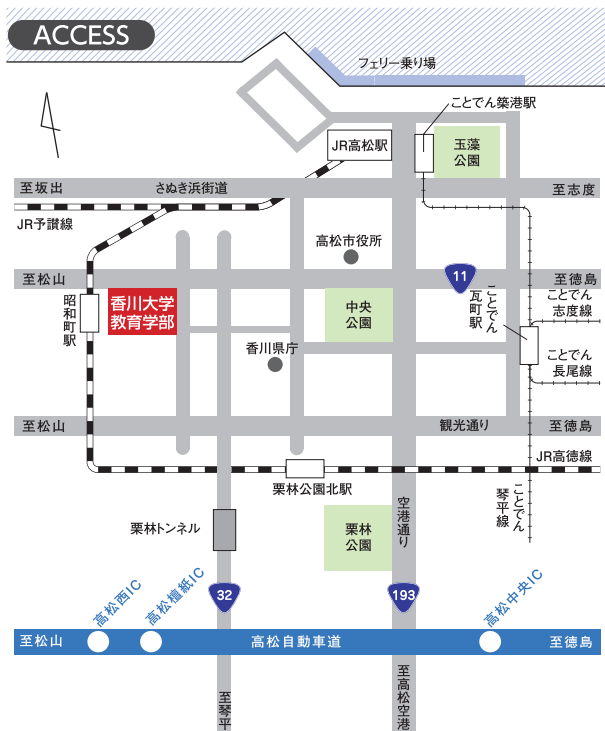 ACCESS
フェリー乗り場
ことでん築港駅
JR高松駅
玉藻
公園
至坂出
さぬき浜街道
至志度
JR予讃線
高松市役所
至松山
11
至徳島
昭和町駅
香川大学
教育学部
中央
公園
ことでん
瓦町駅
ことでん
志度線
香川県庁
ことでん
長尾線
至松山
観光通り
至徳島
JR高徳線
栗林公園北駅
ことでん
琴平線
栗林トンネル
栗林
公園
空港通り
高松西IC
高松檀紙IC
32
193
高松中央IC
至松山
高松自動車道
至徳島
至琴平
至高松空港